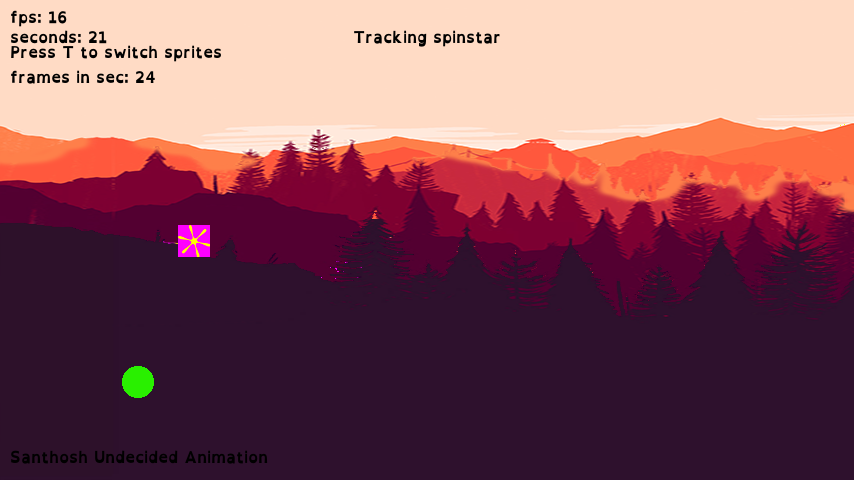 fps: 16
seconds: 21
Press T to switch sprites
frames in sec: 24
Tracking spinstar
Santhosh Undecided Animation